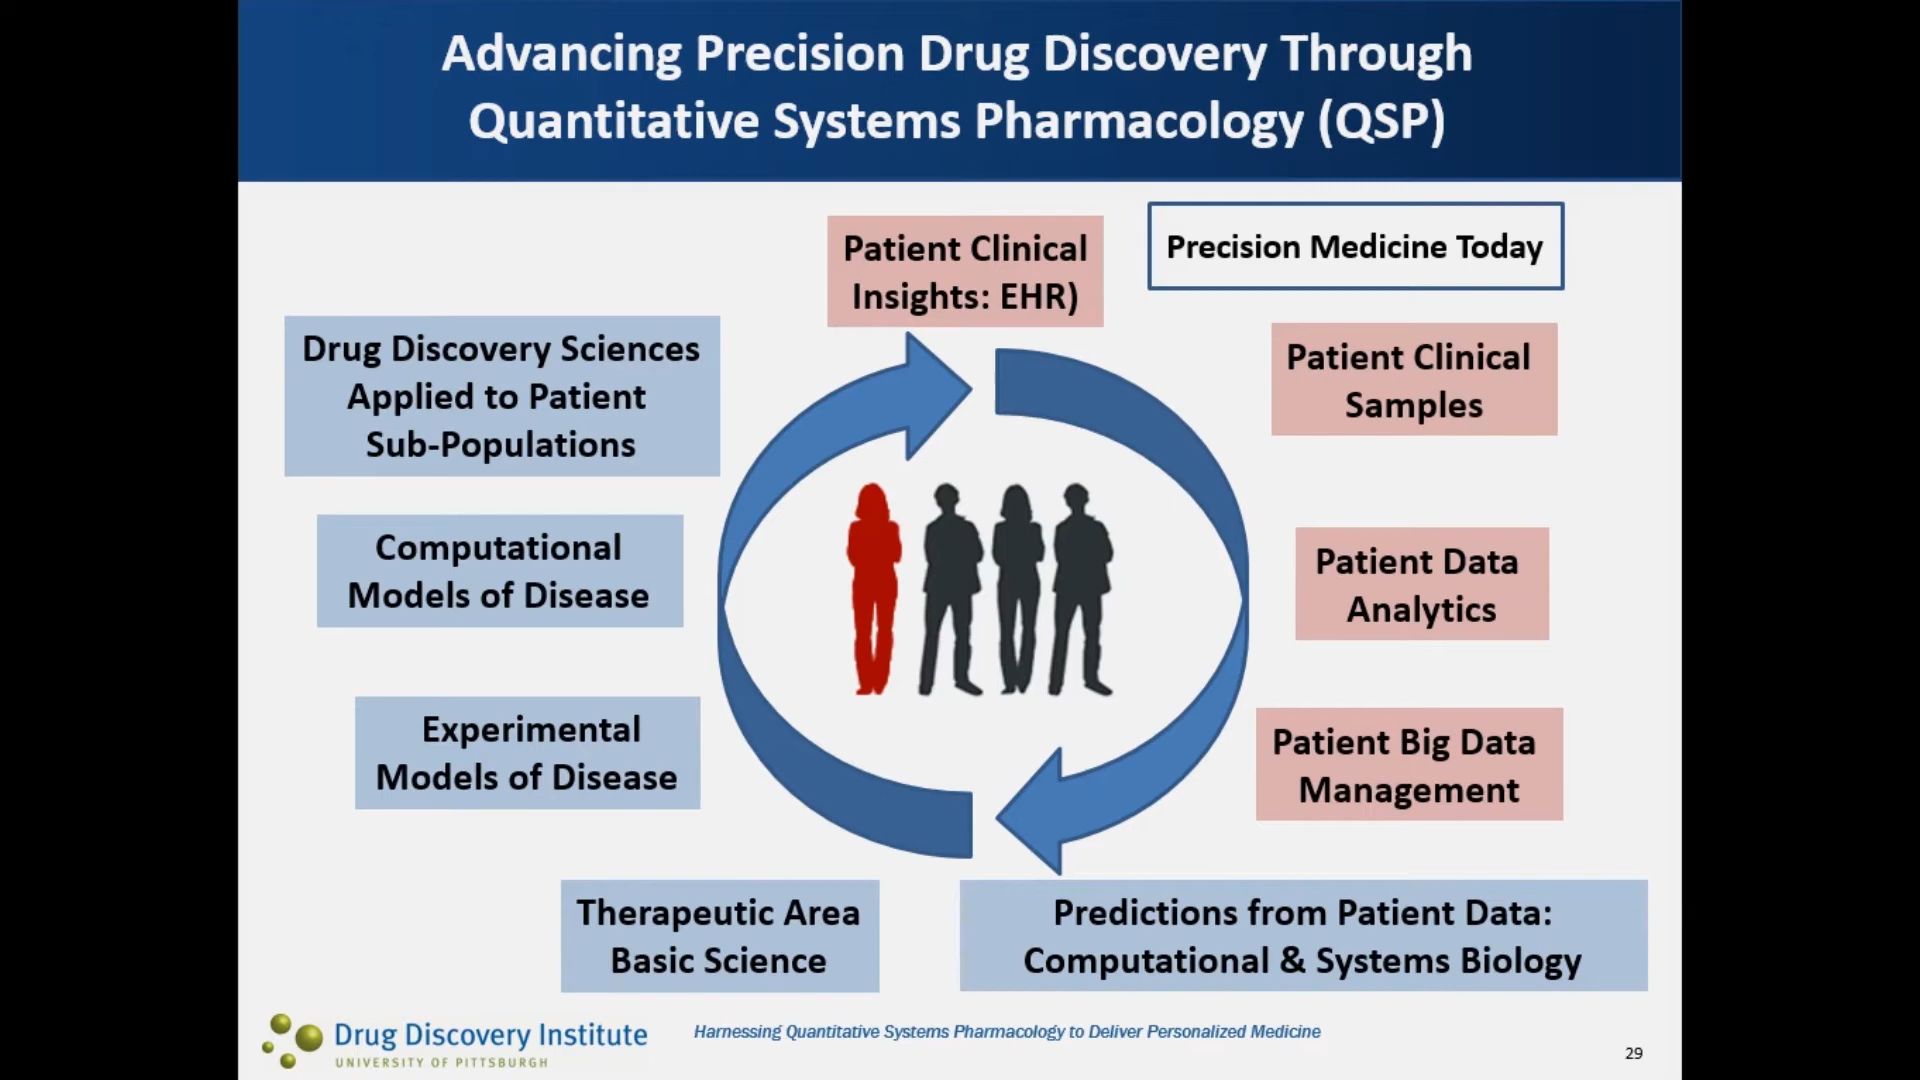 Advancing Precision Drug Discovery Through
Quantitative Systems Pharmacology (QSP)
Patient Clinical
Insights: EHR)
Precision Medicine Today
Patient Clinical
Samples
Patient Data
Analytics
Patient Big Data
Management
Predictions from Patient Data:
Computational & Systems Biology
Therapeutic Area
Basic Science
Experimental
Models of Disease
Computational
Models of Disease
Drug Discovery Sciences
Applied to Patient
Sub-Populations
Drug Discovery Institute
UNIVERSITY OF PITTSBURGH
Harnessing Quantitative Systems Pharmacology to Deliver Personalized Medicine
29